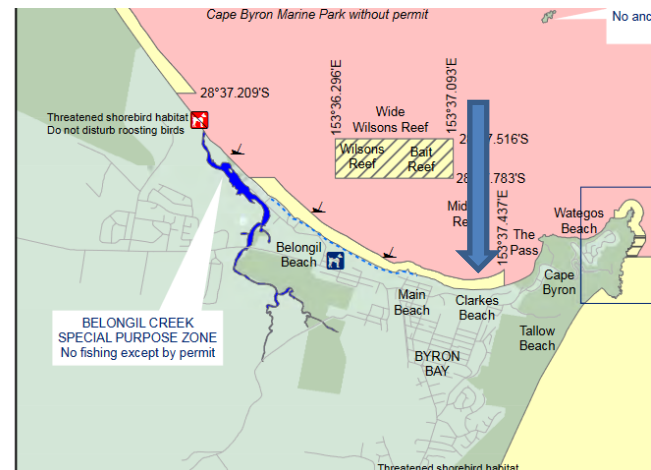 Cape Byron Marine Park without permit
No anc
28°37.209'S
Threatened shorebird habitat
Do not disturb roosting birds
153°36.296'E
153°37.093'E
Wide
Wilsons Reef
Wilsons
Reef
Bait
Reef
7.516'S
.783'S
153°37.437'E
The
Pass
Wategos
Beach
Belongil
Beach
Cape
Byron
Main
Beach
Clarkes
Beach
Tallow
Beach
BELONGIL CREEK
SPECIAL PURPOSE ZONE
No fishing except by permit
BYRON
BAY
Threatened shorebird habitat